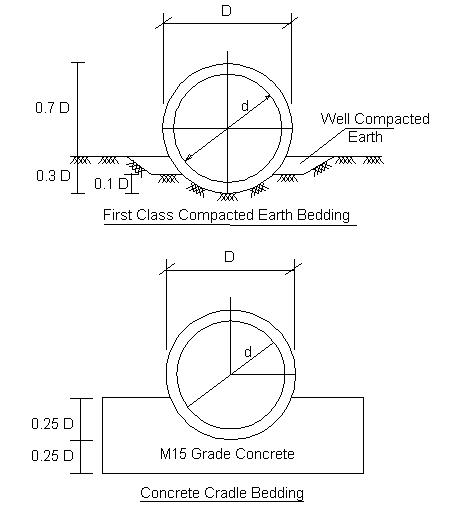 D
0.7 D
d
Well Compacted
Earth
0.3 D
0.1 D
First Class Compacted Earth Bedding
D
d
0.25 D
0.25 D
M15 Grade Concrete
Concrete Cradle Bedding